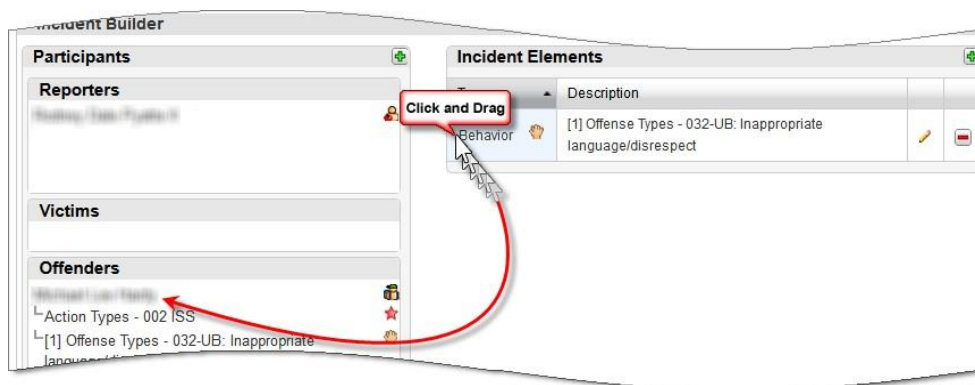 Incident Builder
Participants
Reporters
Victims
Offenders
Action Types - 002 ISS
[1] Offense Types - 032-UB: Inappropriate
Incident Elements
Description
Click and Drag
Behavior
[1] Offense Types - 032-UB: Inappropriate
language/disrespect